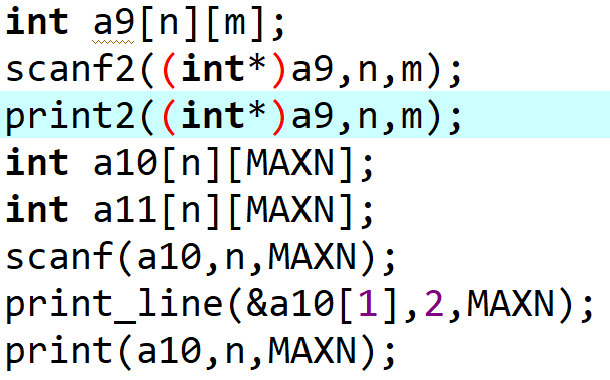 int a9[n][m];
scanf2((int*)a9,n,m);
print2((int*)a9,n,m);
int a10[n][MAXN];
int a11[n][MAXN];
scanf(a10,n,MAXN);
print_line(&a10[1],2,MAXN);
print(a10,n,MAXN);